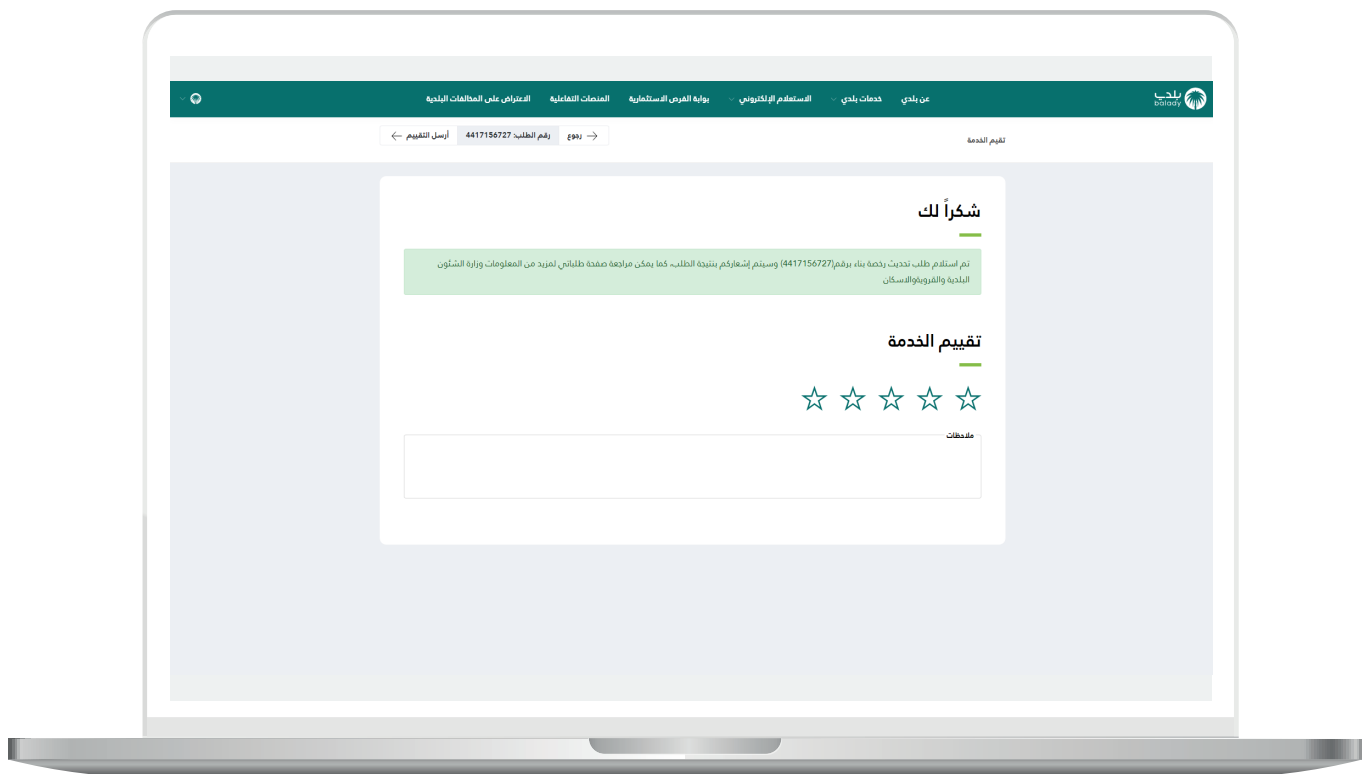 بلدي
balady
عن بلدي
خدمات بلدي
الاستعلام الإلكتروني
بوابة الفرص الاستثمارية
المنصات التفاعلية
الاعتراض على المخالفات البلدية
تقيم الخدمة
رجوع
رقم الطلب: 4417156727
أرسل التقييم
شكراً لك
تم استلام طلب تحديث رخصة بناء برقم(4417156727) وسيتم إشعاركم بنتيجة الطلب، كما يمكن مراجعة صفحة طلباتي لمزيد من المعلومات وزارة الشئون
البلدية والقرويةوالاسكان
تقييم الخدمة
ملاحظات